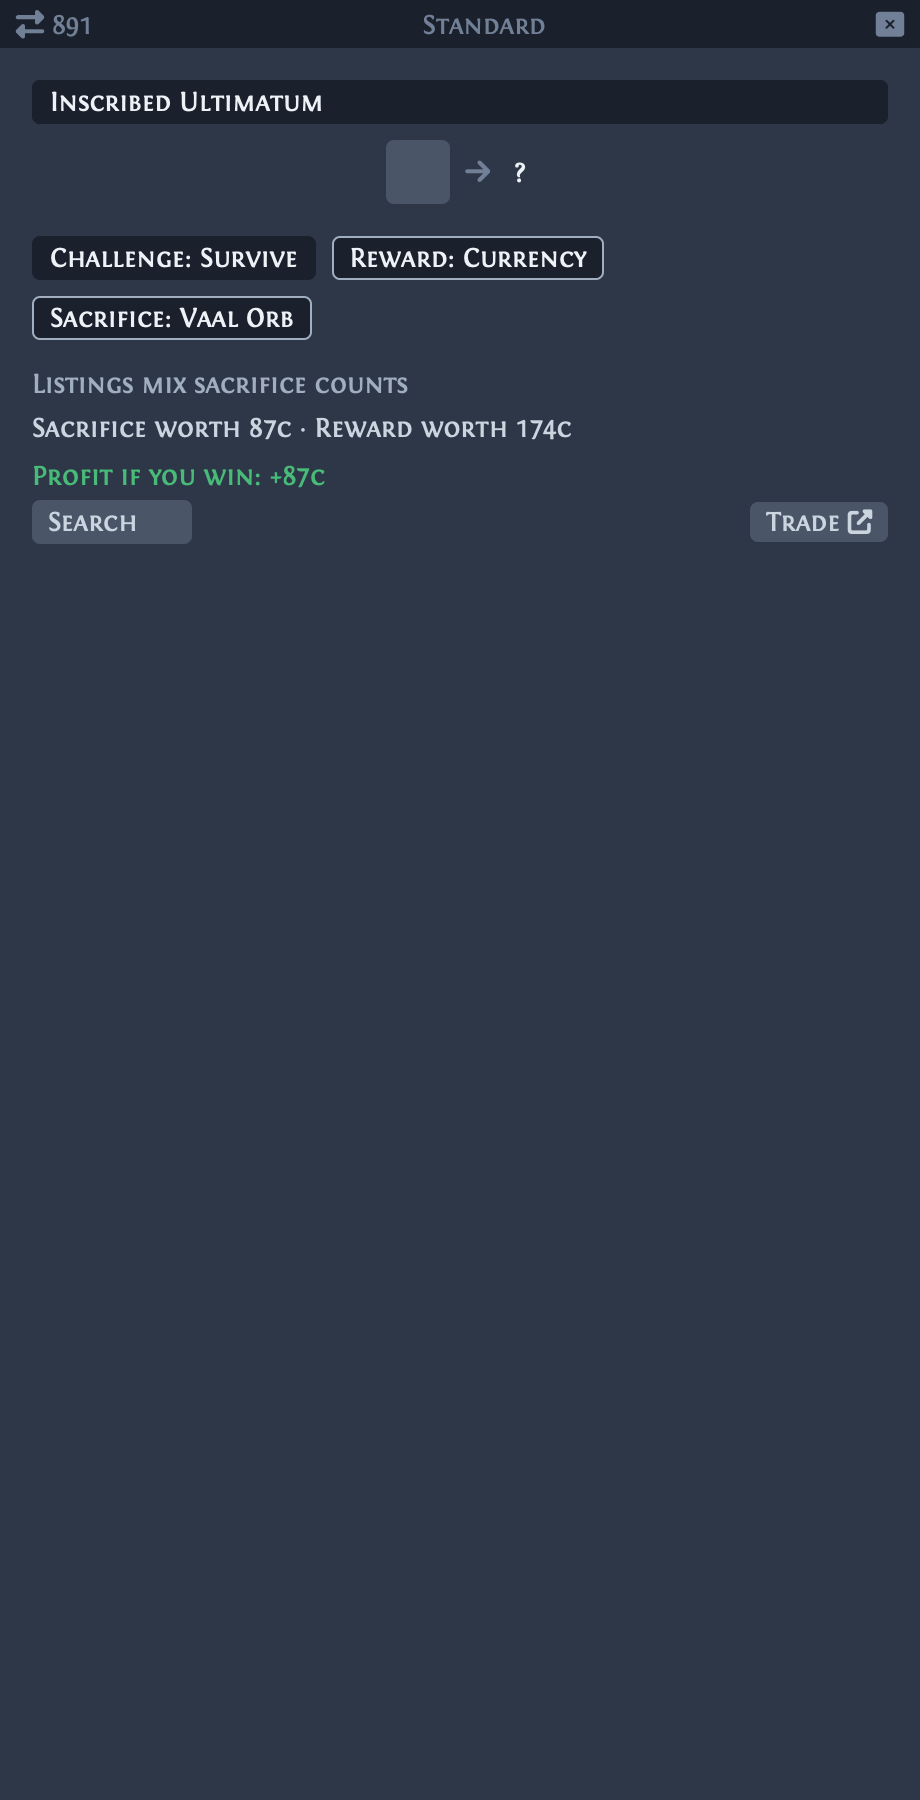 891 Standard
Inscribed Ultimatum
?
Challenge: Survive Reward: Currency
Sacrifice: Vaal Orb
Listings mix sacrifice counts
Sacrifice worth 87c · Reward worth 174c
Profit if you win: +87c
Search Trade